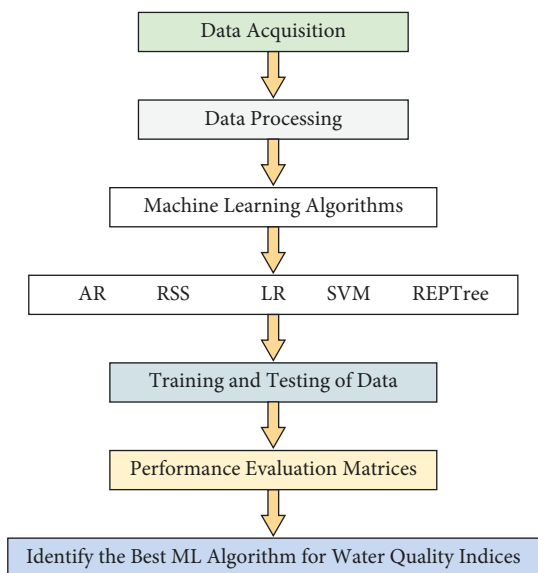 Data Acquisition
Data Processing
Machine Learning Algorithms
AR RSS LR SVM REPTree
Training and Testing of Data
Performance Evaluation Matrices
Identify the Best ML Algorithm for Water Quality Indices